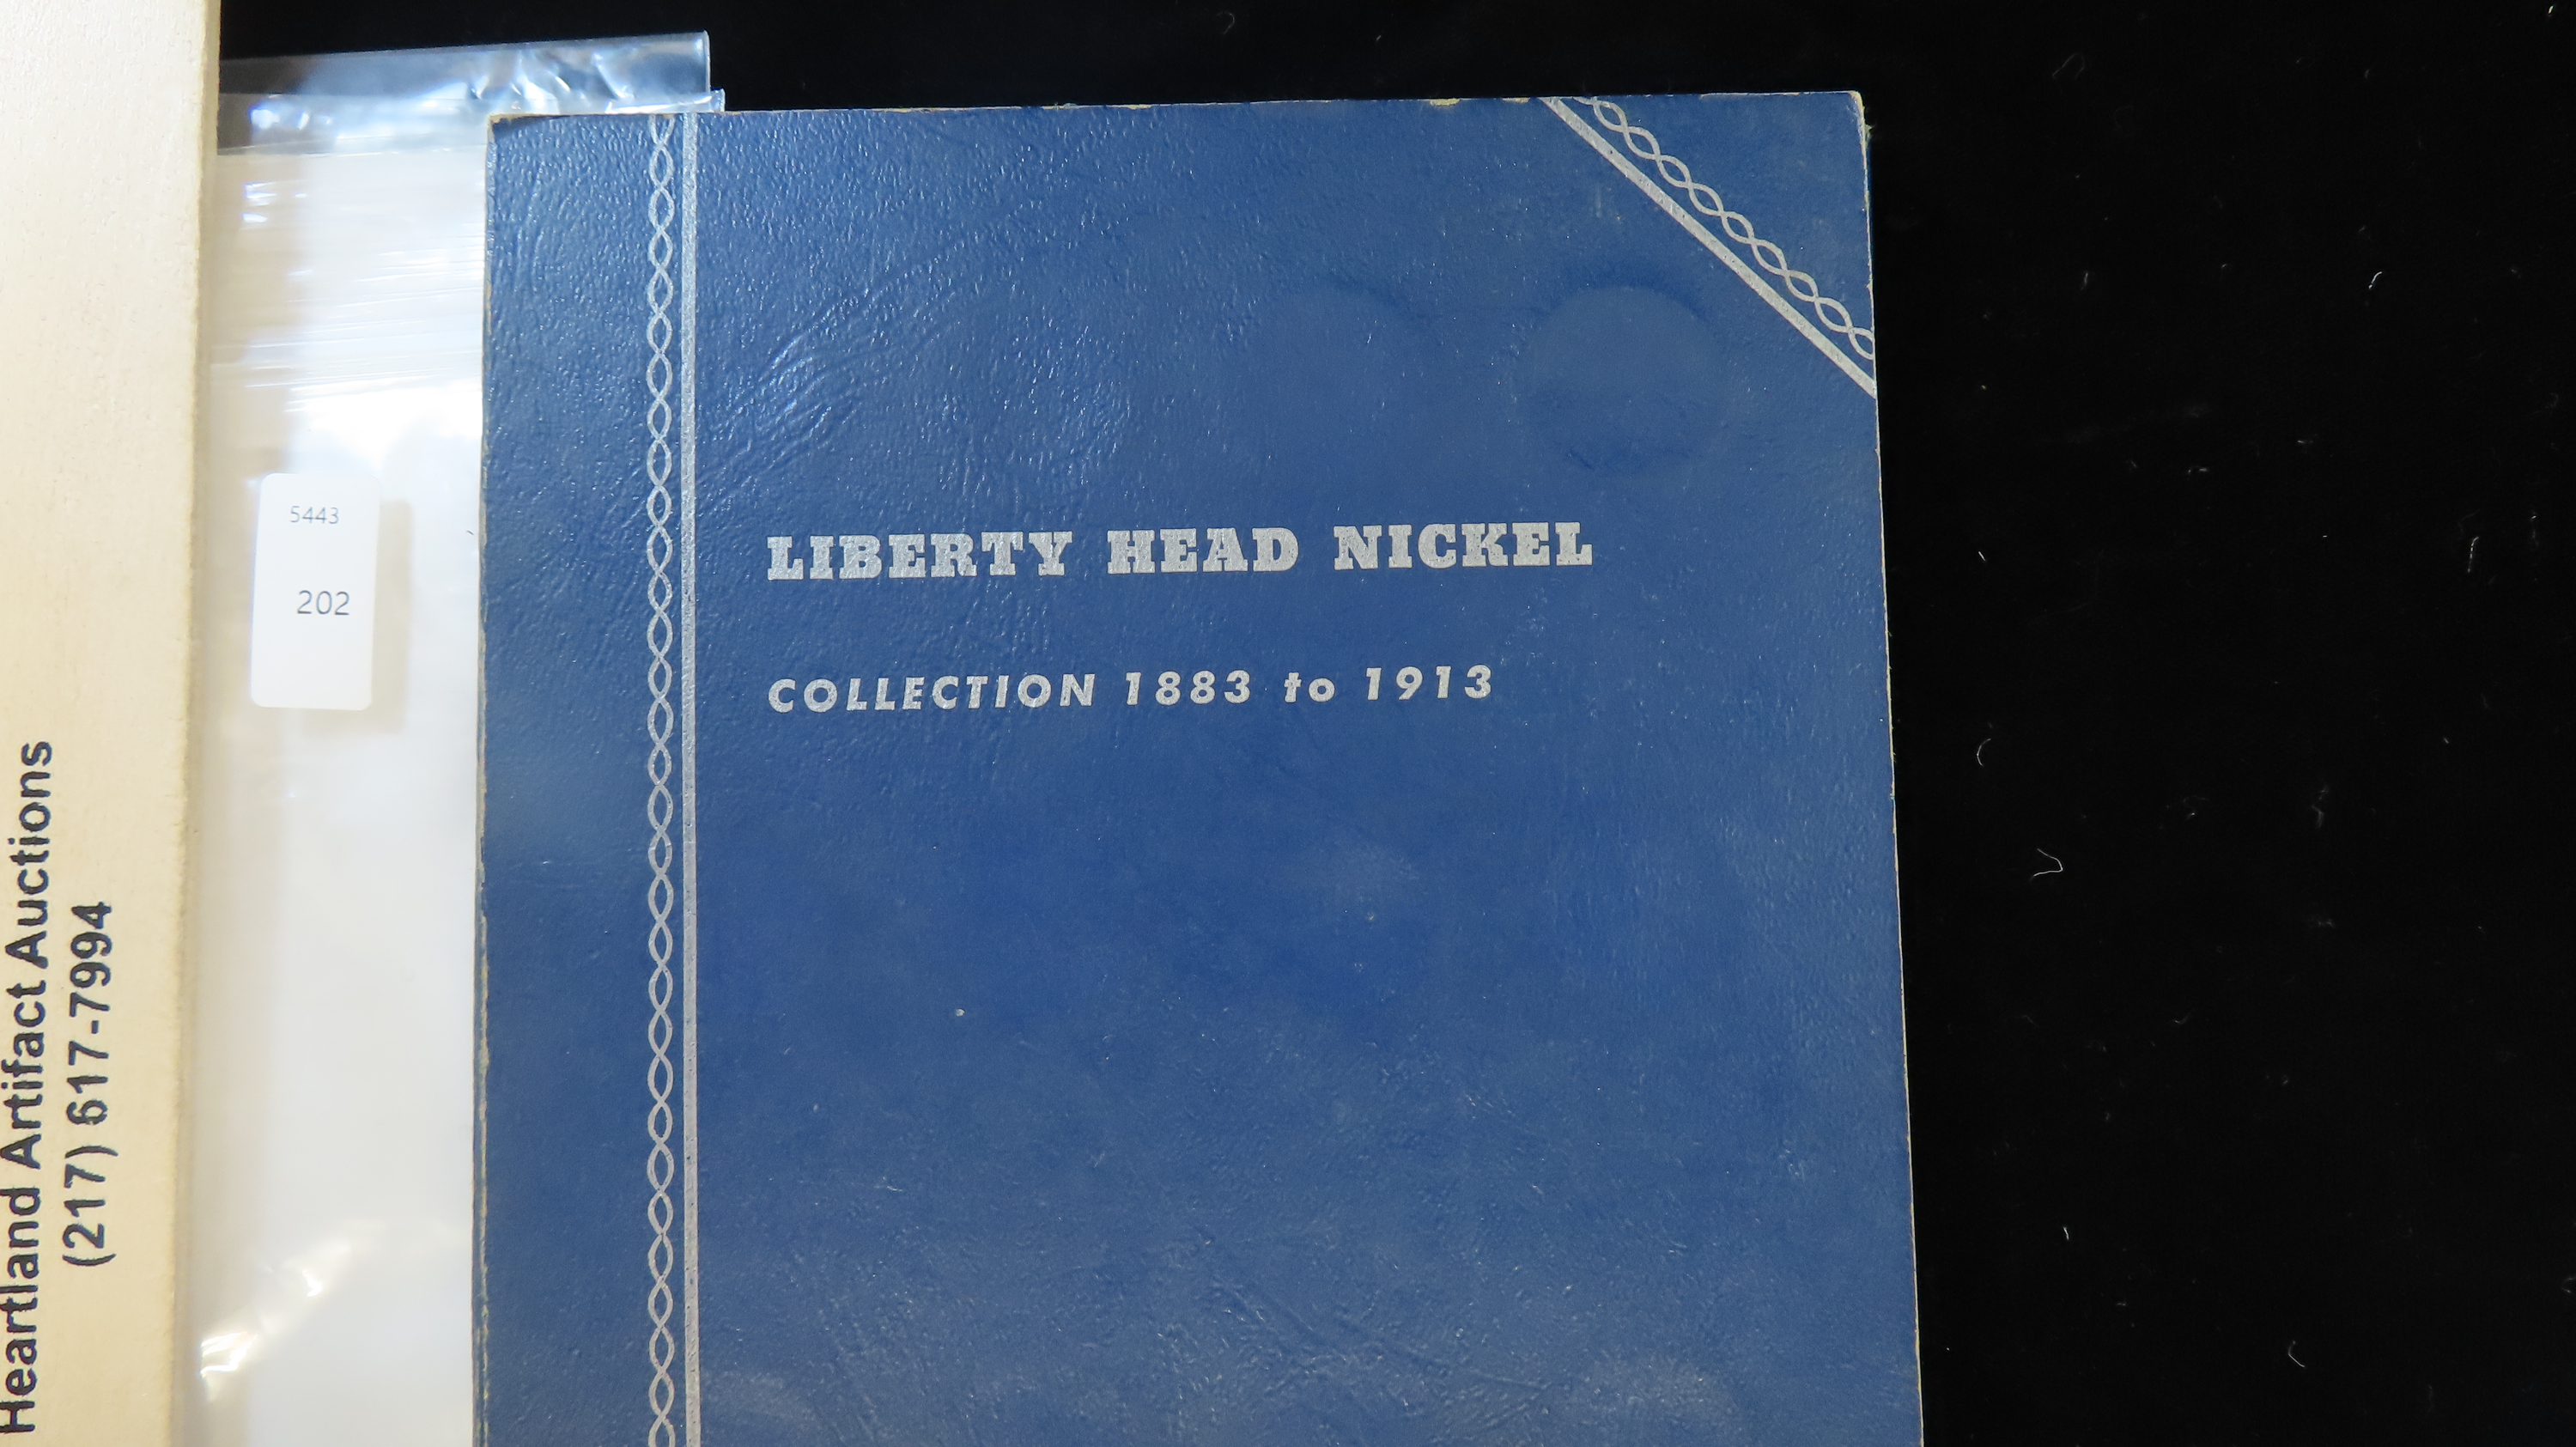 Heartland Artifact Auctions
(217) 617-7994
5443
202
LIBERTY HEAD NICKEL
COLLECTION 1883 to 1913